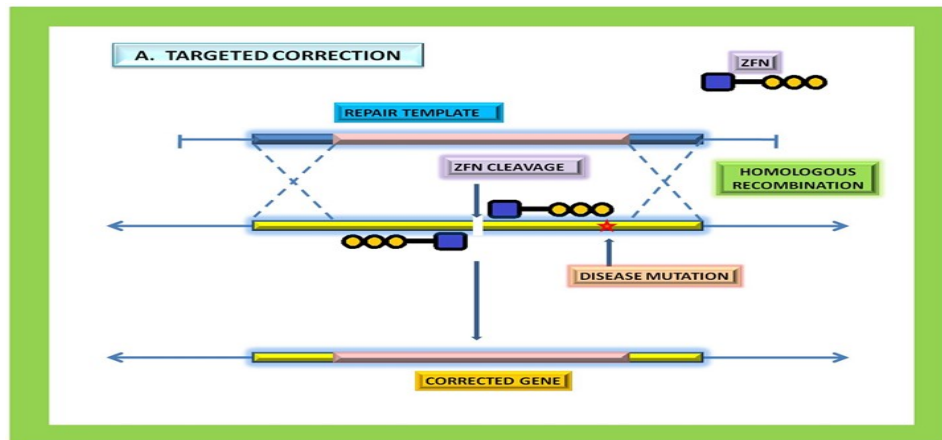 A. TARGETED CORRECTION
ZFN
REPAIR TEMPLATE
ZFN CLEAVAGE
HOMOLOGOUS
RECOMBINATION
DISEASE MUTATION
CORRECTED GENE